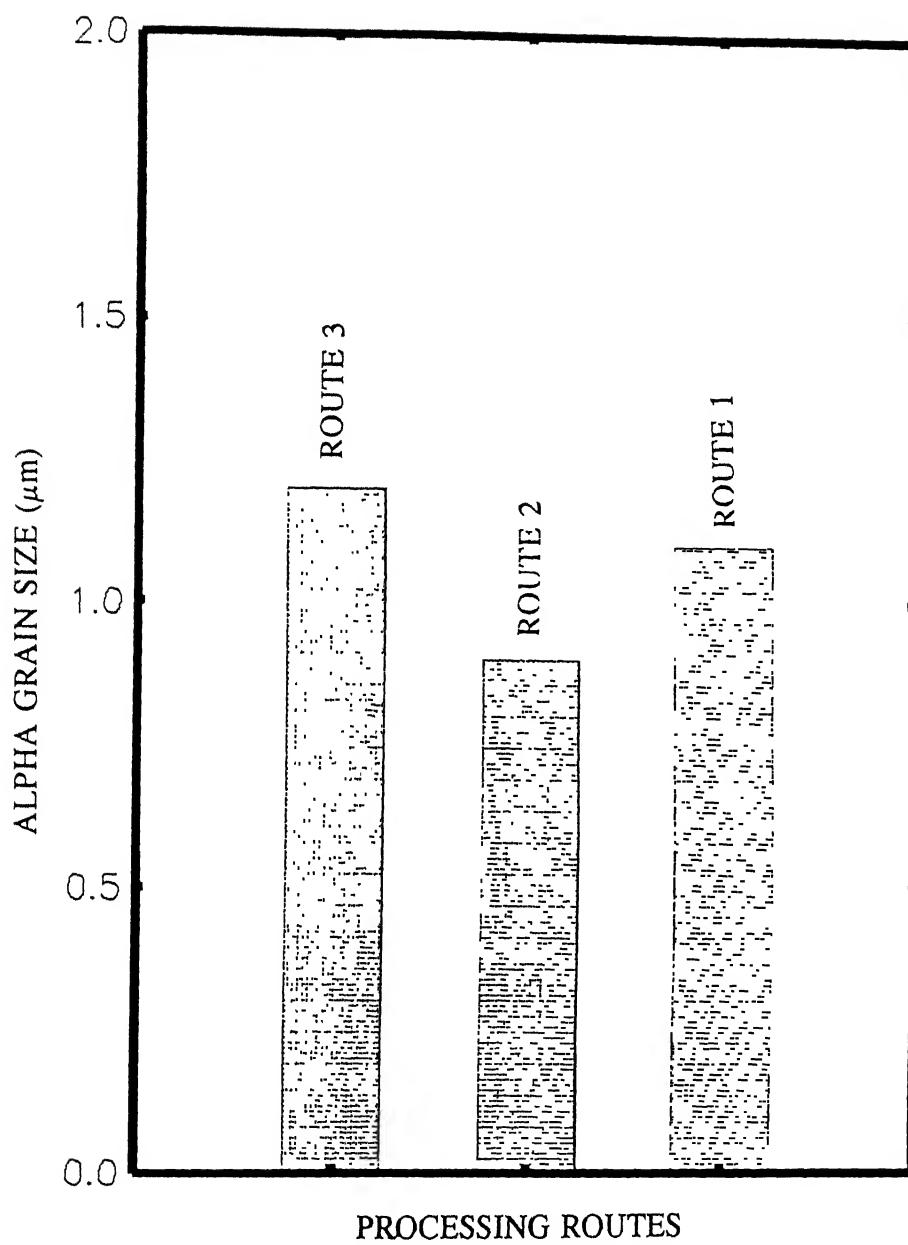 2.0
1.5
1.0
0.5
0.0
ALPHA GRAIN SIZE (μm)
ROUTE 3
ROUTE 2
ROUTE 1
PROCESSING ROUTES